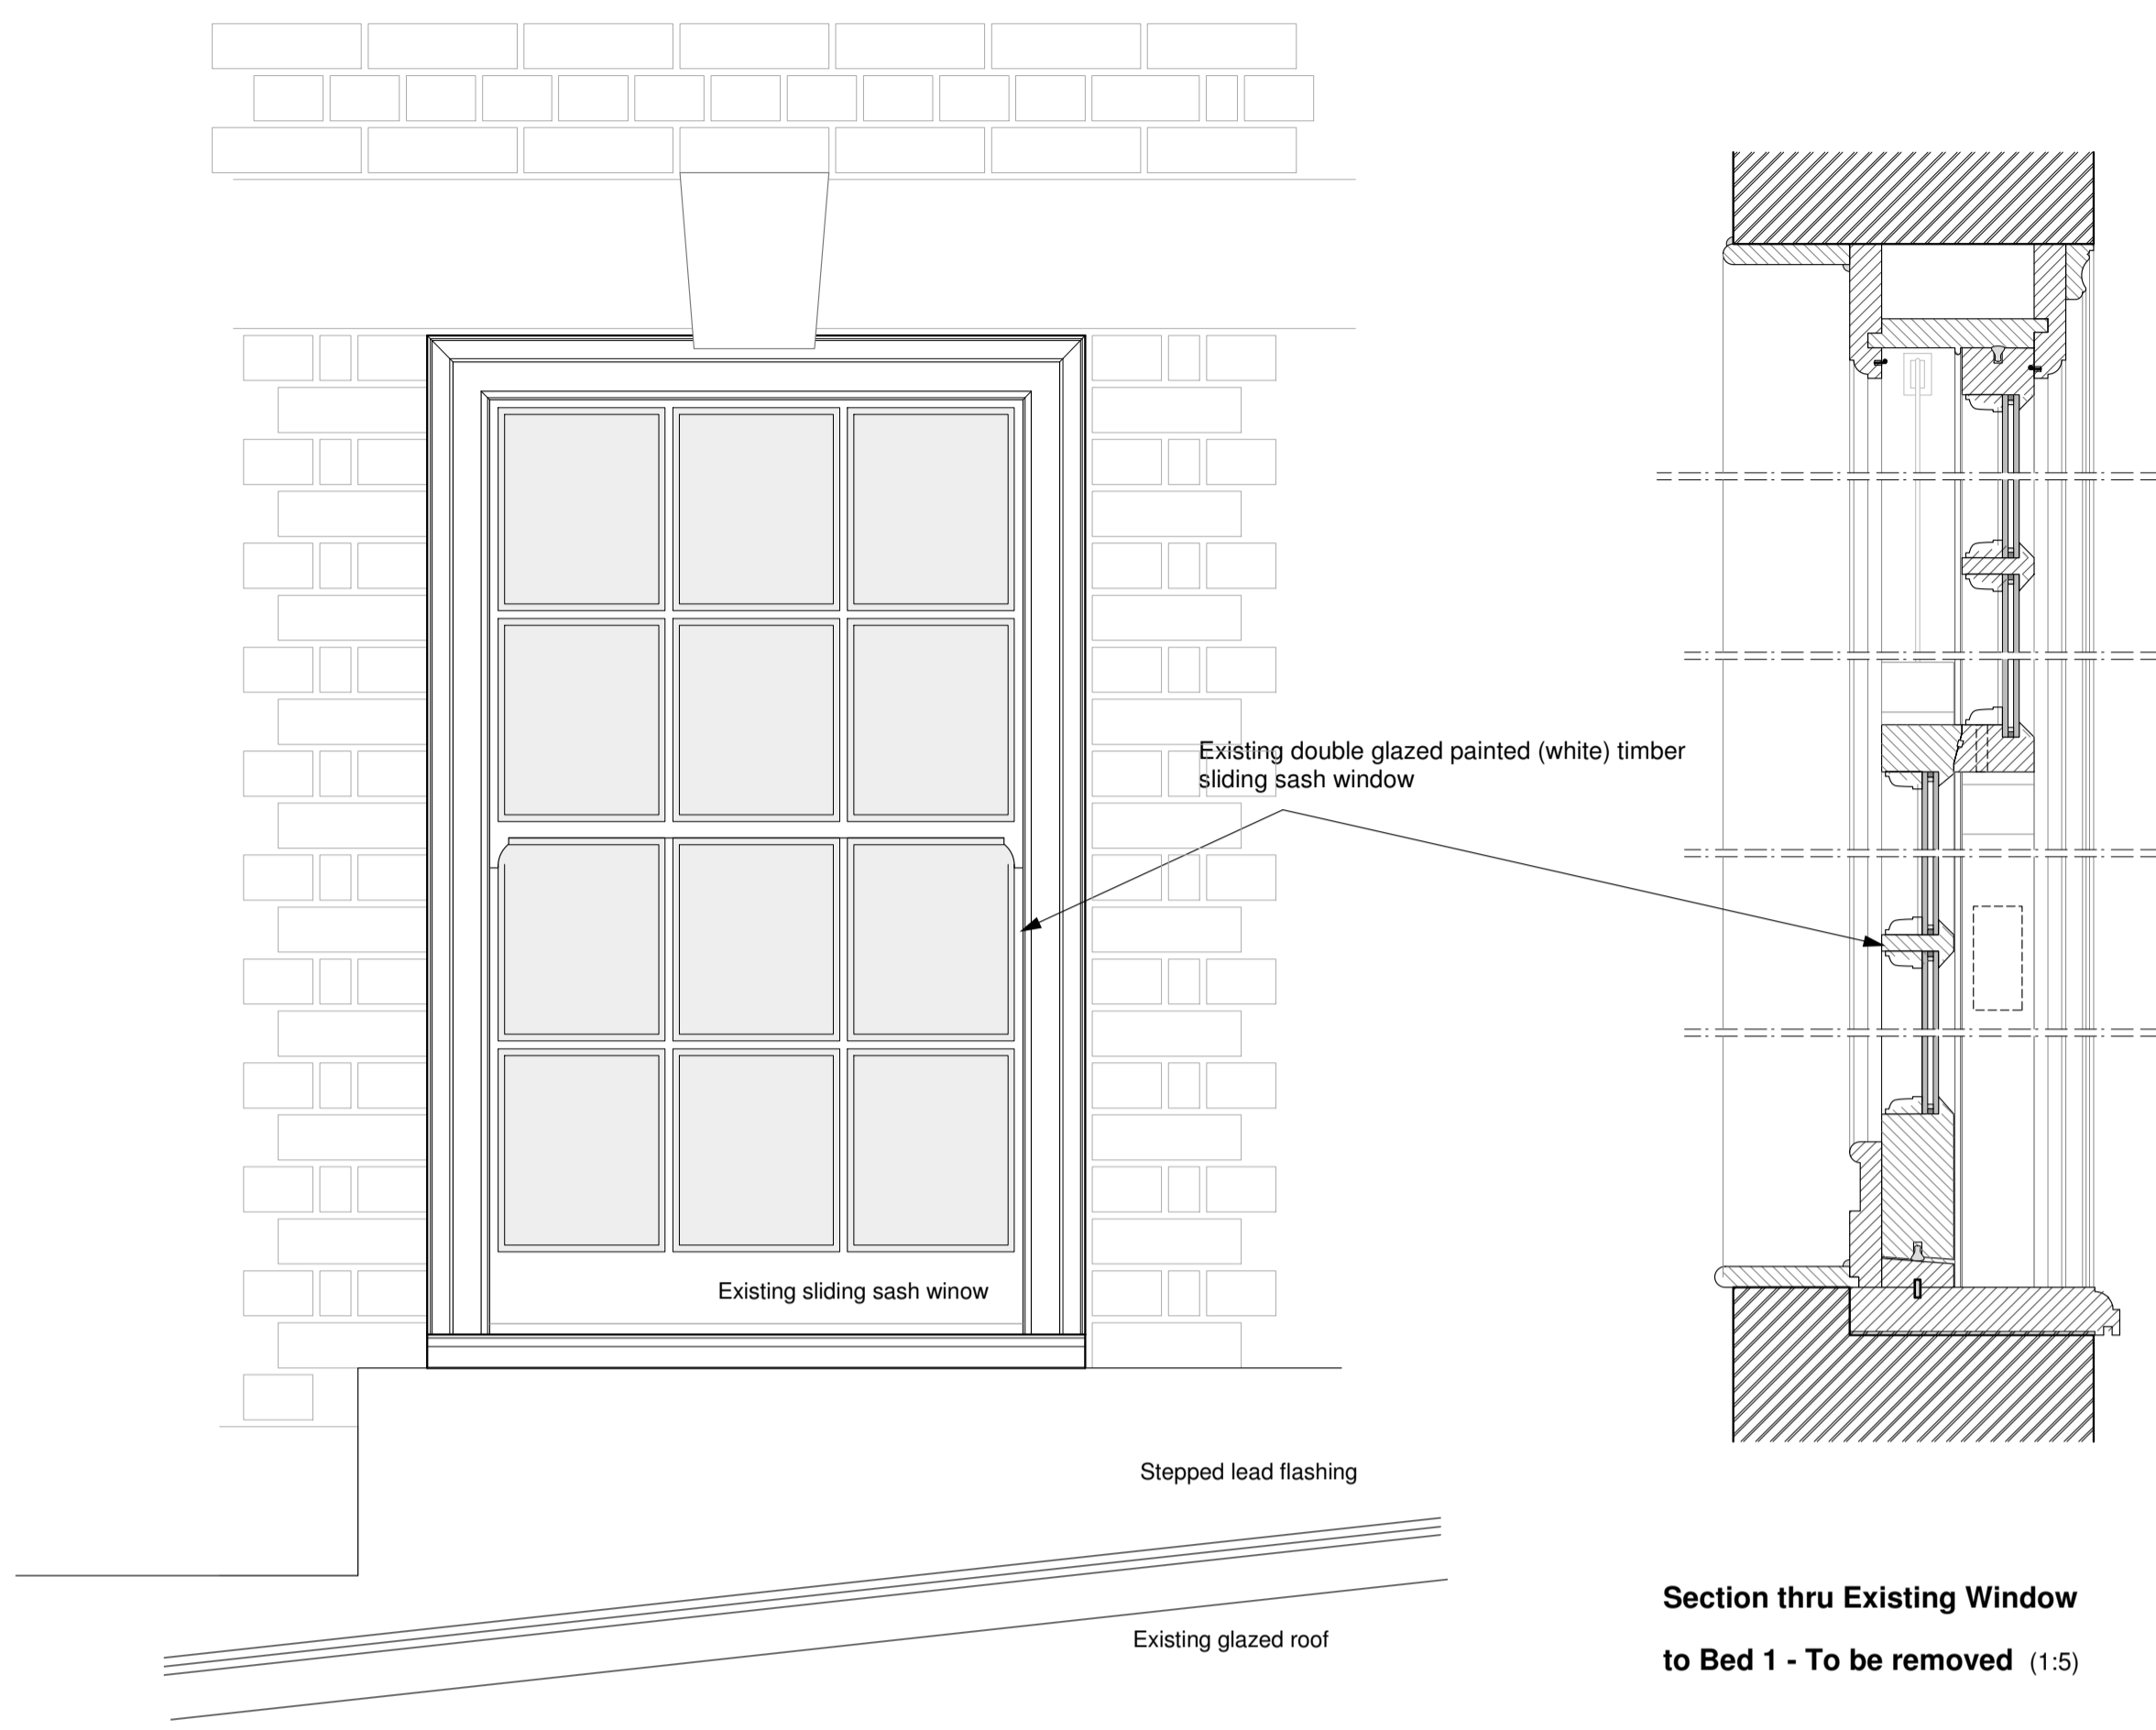 Existing double glazed painted (white) timber
sliding sash window
Existing sliding sash winow
Stepped lead flashing
Existing glazed roof
Section thru Existing Window
to Bed 1 - To be removed (1:5)